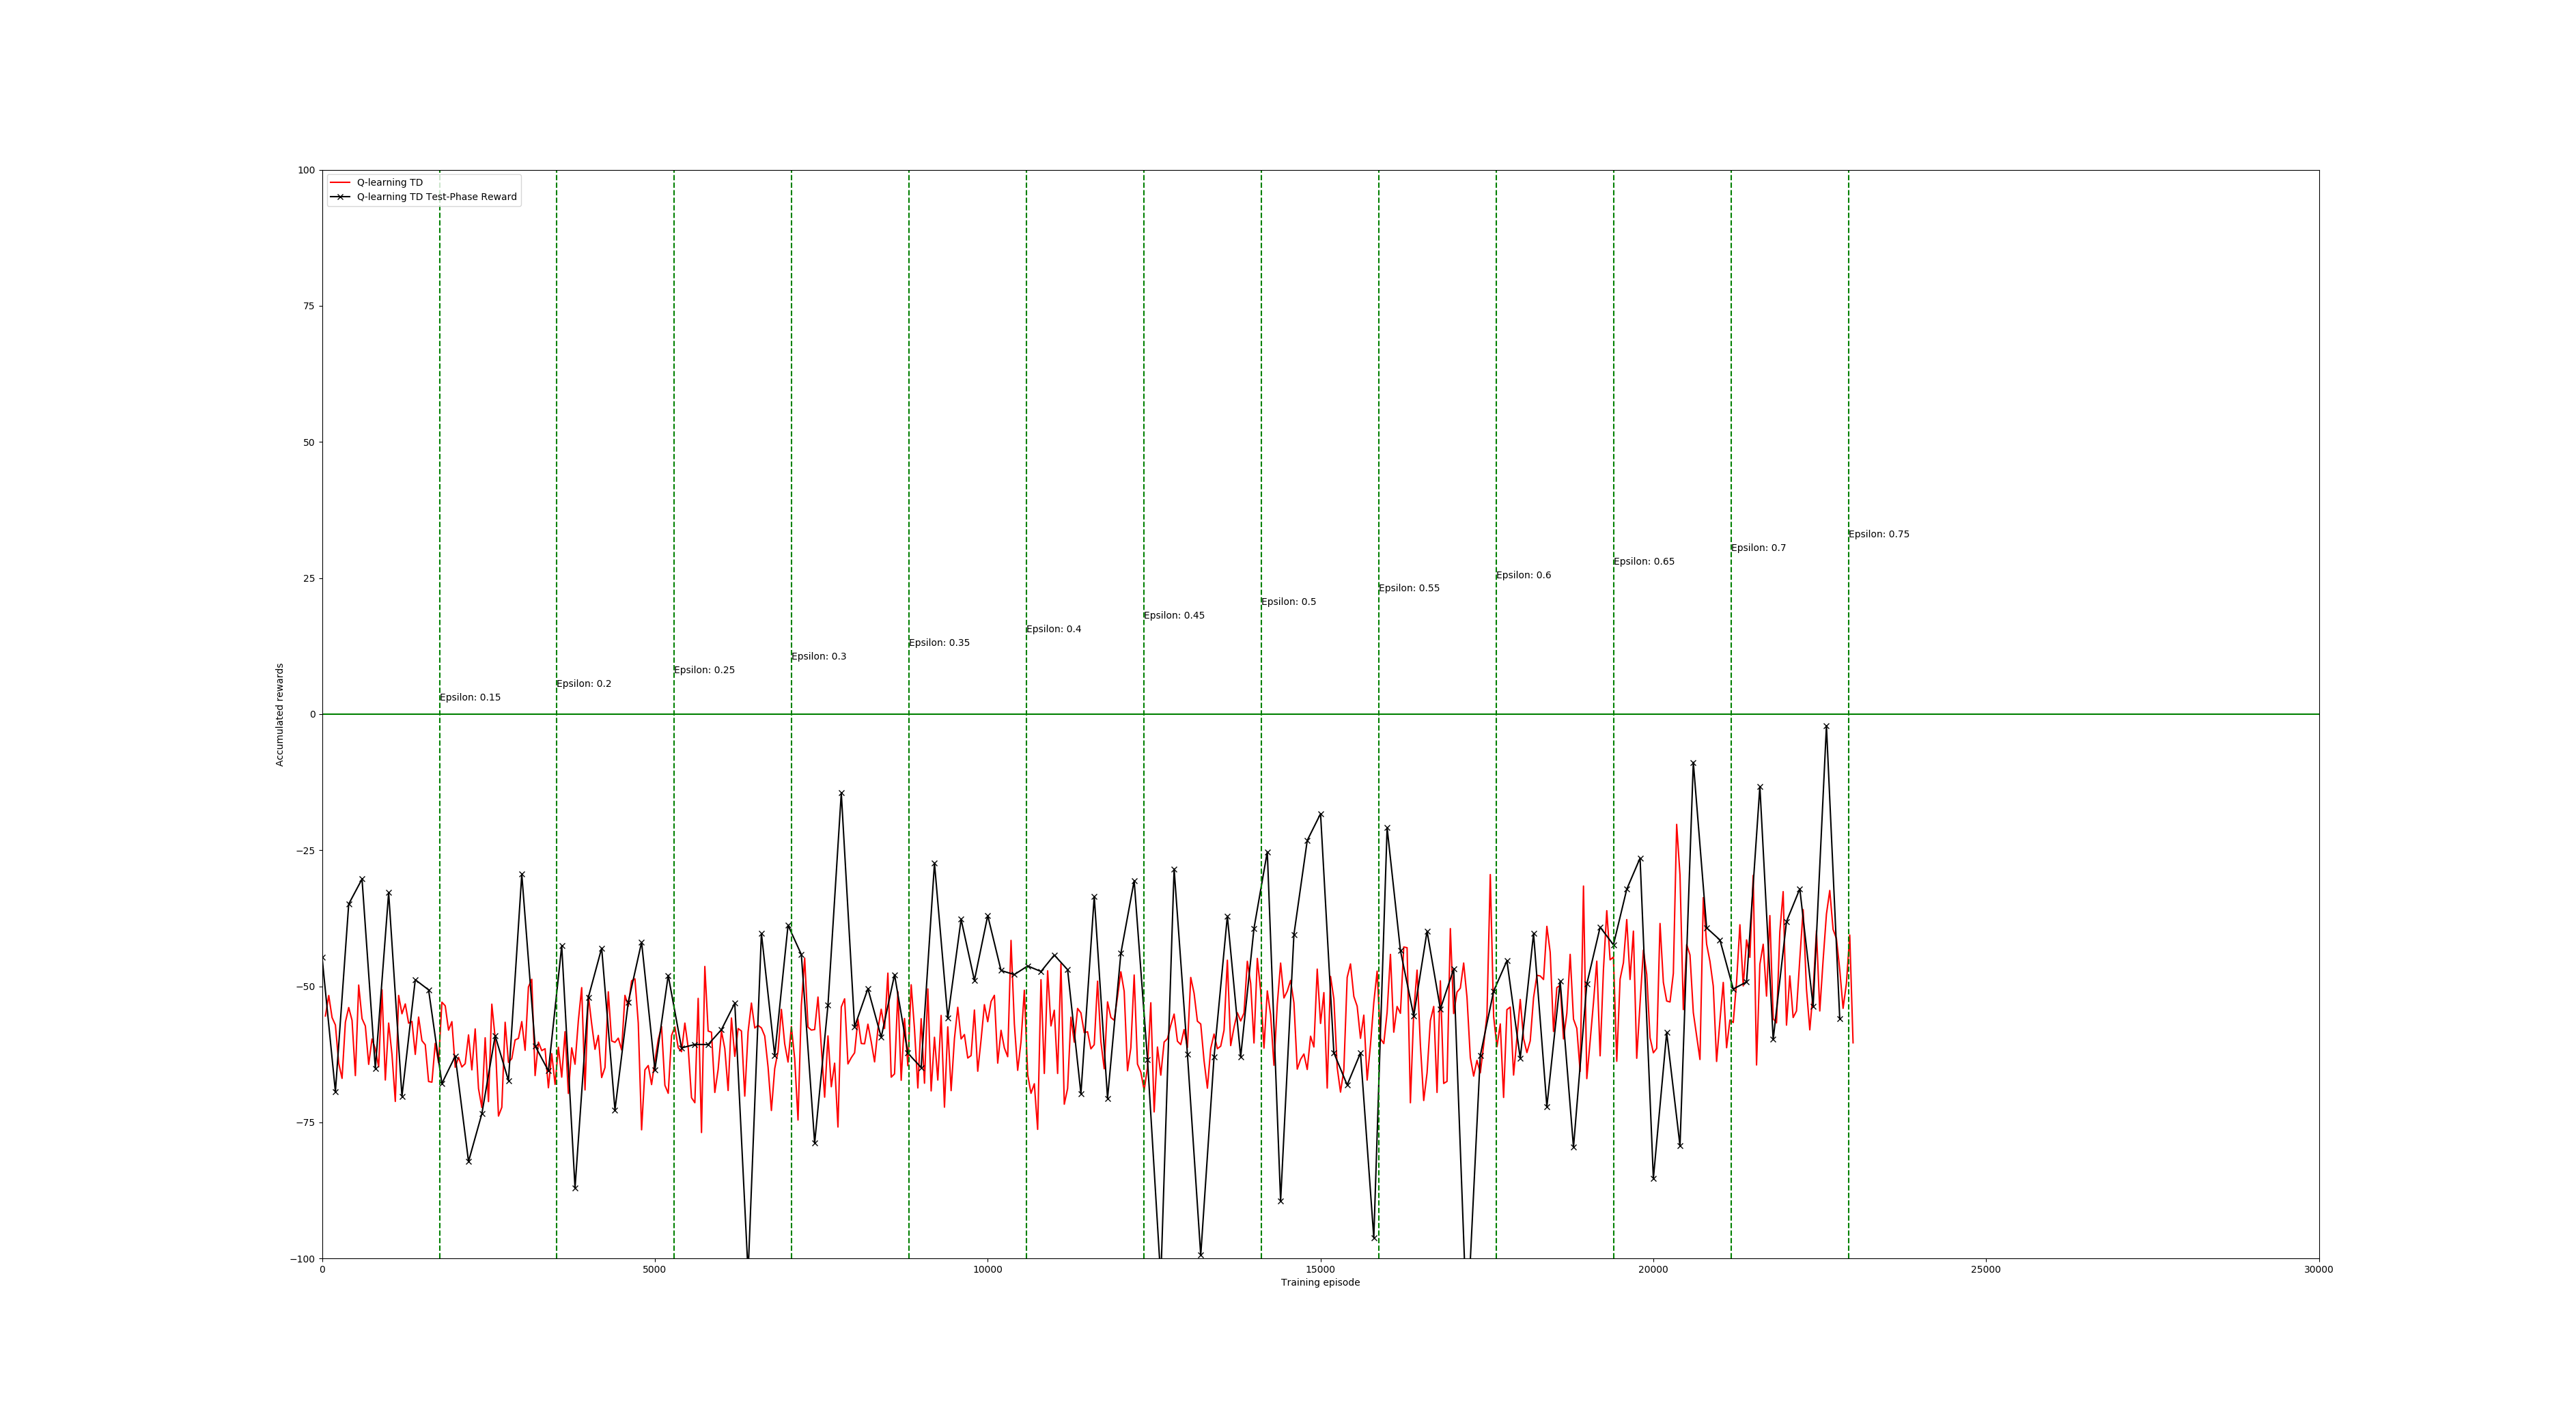 Q-learning TD
Q-learning TD Test-Phase Reward
100
75
50
25
0
−25
−50
−75
−100
Accumulated rewards
Epsilon: 0.15
Epsilon: 0.2
Epsilon: 0.25
Epsilon: 0.3
Epsilon: 0.35
Epsilon: 0.4
Epsilon: 0.45
Epsilon: 0.5
Epsilon: 0.55
Epsilon: 0.6
Epsilon: 0.65
Epsilon: 0.7
Epsilon: 0.75
0
5000
10000
15000
20000
25000
30000
Training episode